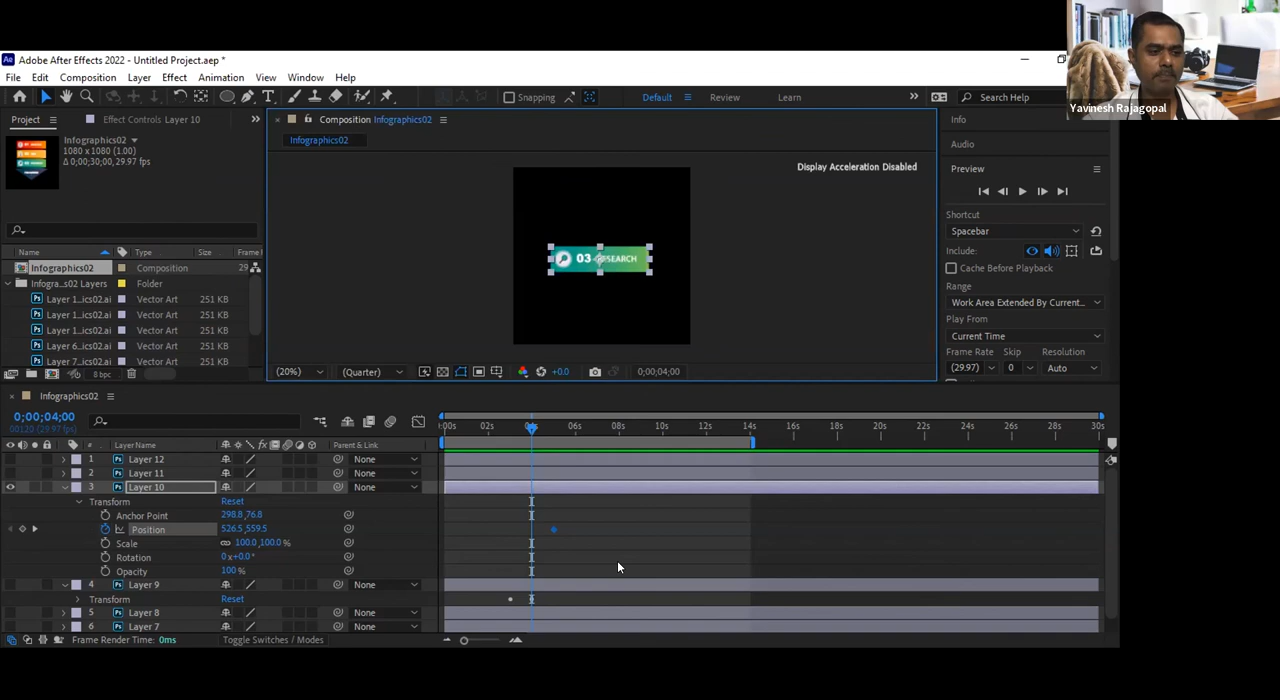 Yavinesh Rajagopal
Adobe After Effects 2022 - Untitled Project.aep *
File Edit Composition Layer Effect Animation View Window Help
Snapping Default Review Learn Search Help
Project Effect Controls Layer 10 Composition Infographics02 Info
Infographics02
1080 x 1080 (1.00)
Δ 0;00;30;00, 29.97 fps
Infographics02
Display Acceleration Disabled
03 RESEARCH
Audio
Preview
Shortcut
Spacebar
Include:
Cache Before Playback
Range
Work Area Extended By Current...
Play From
Current Time
Frame Rate Skip Resolution
(29.97) 0 Auto
Name Type Size Frame
Infographics02 Composition 29
Infogra...s02 Layers Folder
Layer 1...ics02.ai Vector Art 251 KB
Layer 1...ics02.ai Vector Art 251 KB
Layer 1...ics02.ai Vector Art 251 KB
Layer 6...ics02.ai Vector Art 251 KB
Layer 7...ics02.ai Vector Art 251 KB
8 bpc
(20%) (Quarter) +0.0 0;00;04;00
Infographics02
0;00;04;00
00120 (29.97 fps)
:00s 02s 04s 06s 08s 10s 12s 14s 16s 18s 20s 22s 24s 26s 28s 30s
# Layer Name fx Parent & Link
1 Layer 12 None
2 Layer 11 None
3 Layer 10 None
Transform Reset
Anchor Point 298.8,76.8
Position 526.5,559.5
Scale 100.0,100.0 %
Rotation 0x+0.0°
Opacity 100 %
4 Layer 9 None
Transform Reset
5 Layer 8 None
6 Layer 7 None
Frame Render Time: 0ms Toggle Switches / Modes